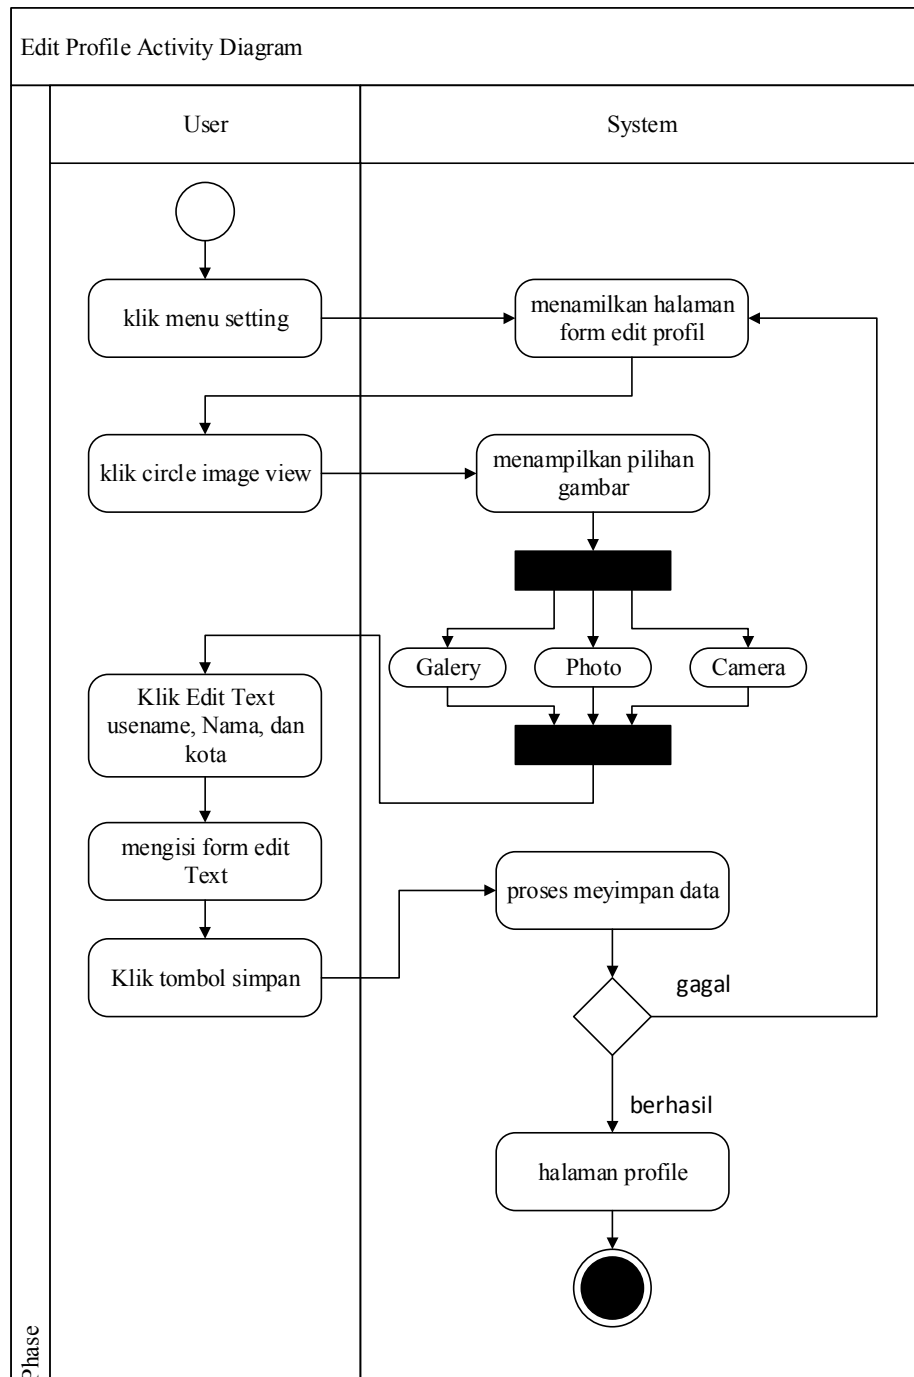 Edit Profile Activity Diagram
User
System
klik menu setting
menamilkan halaman
form edit profil
klik circle image view
menampilkan pilihan
gambar
Galery
Photo
Camera
Klik Edit Text
usename, Nama, dan
kota
mengisi form edit
Text
proses meyimpan data
Klik tombol simpan
gagal
berhasil
halaman profile
Phase